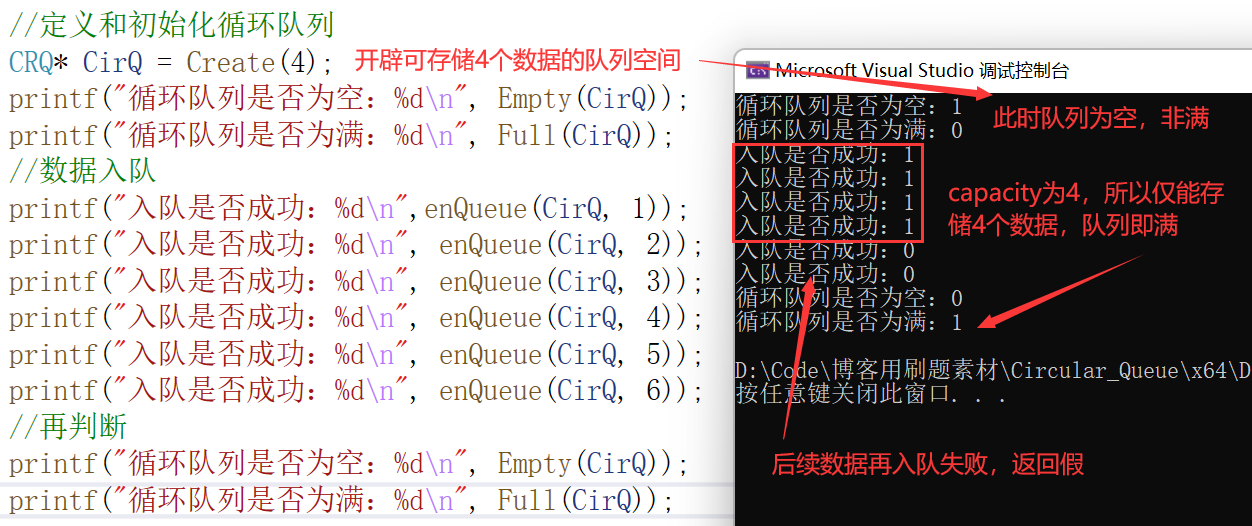 //定义和初始化循环队列
CRQ* CirQ = Create(4); 开辟可存储4个数据的队列空间
printf("循环队列是否为空：%d\n", Empty(CirQ));
printf("循环队列是否为满：%d\n", Full(CirQ));
//数据入队
printf("入队是否成功：%d\n",enQueue(CirQ, 1));
printf("入队是否成功：%d\n", enQueue(CirQ, 2));
printf("入队是否成功：%d\n", enQueue(CirQ, 3));
printf("入队是否成功：%d\n", enQueue(CirQ, 4));
printf("入队是否成功：%d\n", enQueue(CirQ, 5));
printf("入队是否成功：%d\n", enQueue(CirQ, 6));
//再判断
printf("循环队列是否为空：%d\n", Empty(CirQ));
printf("循环队列是否为满：%d\n", Full(CirQ));
Microsoft Visual Studio 调试控制台
循环队列是否为空：1
循环队列是否为满：0
此时队列为空，非满
入队是否成功：1
入队是否成功：1
入队是否成功：1
入队是否成功：1
capacity为4，所以仅能存
储4个数据，队列即满
入队是否成功：0
入队是否成功：0
循环队列是否为空：0
循环队列是否为满：1
D:\Code\博客用刷题素材\Circular_Queue\x64\D
按任意键关闭此窗口. . .
后续数据再入队失败，返回假